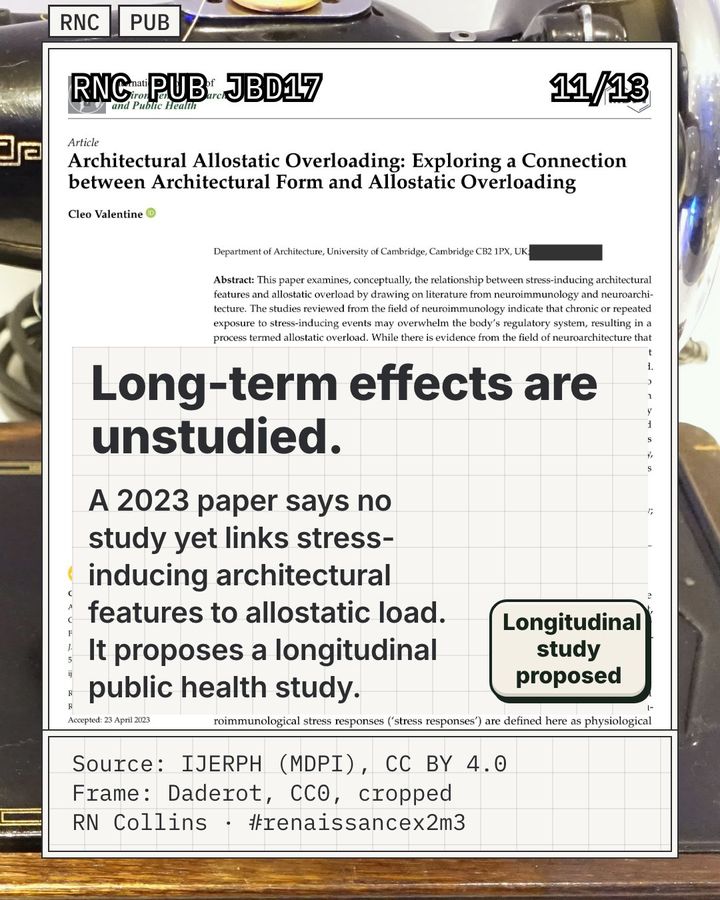 RNC PUB
RNC PUB JBD17 11/13
and Public Health
Article
Architectural Allostatic Overloading: Exploring a Connection
between Architectural Form and Allostatic Overloading
Cleo Valentine
Department of Architecture, University of Cambridge, Cambridge CB2 1PX, UK;
Abstract: This paper examines, conceptually, the relationship between stress-inducing architectural
features and allostatic overload by drawing on literature from neuroimmunology and neuroarchi-
tecture. The studies reviewed from the field of neuroimmunology indicate that chronic or repeated
exposure to stress-inducing events may overwhelm the body's regulatory system, resulting in a
process termed allostatic overload. While there is evidence from the field of neuroarchitecture that
Long-term effects are
unstudied.
A 2023 paper says no
study yet links stress-
inducing architectural
features to allostatic load.
It proposes a longitudinal
public health study.
Longitudinal
study
proposed
Accepted: 23 April 2023
roimmunological stress responses ('stress responses') are defined here as physiological
Source: IJERPH (MDPI), CC BY 4.0
Frame: Daderot, CC0, cropped
RN Collins · #renaissancex2m3